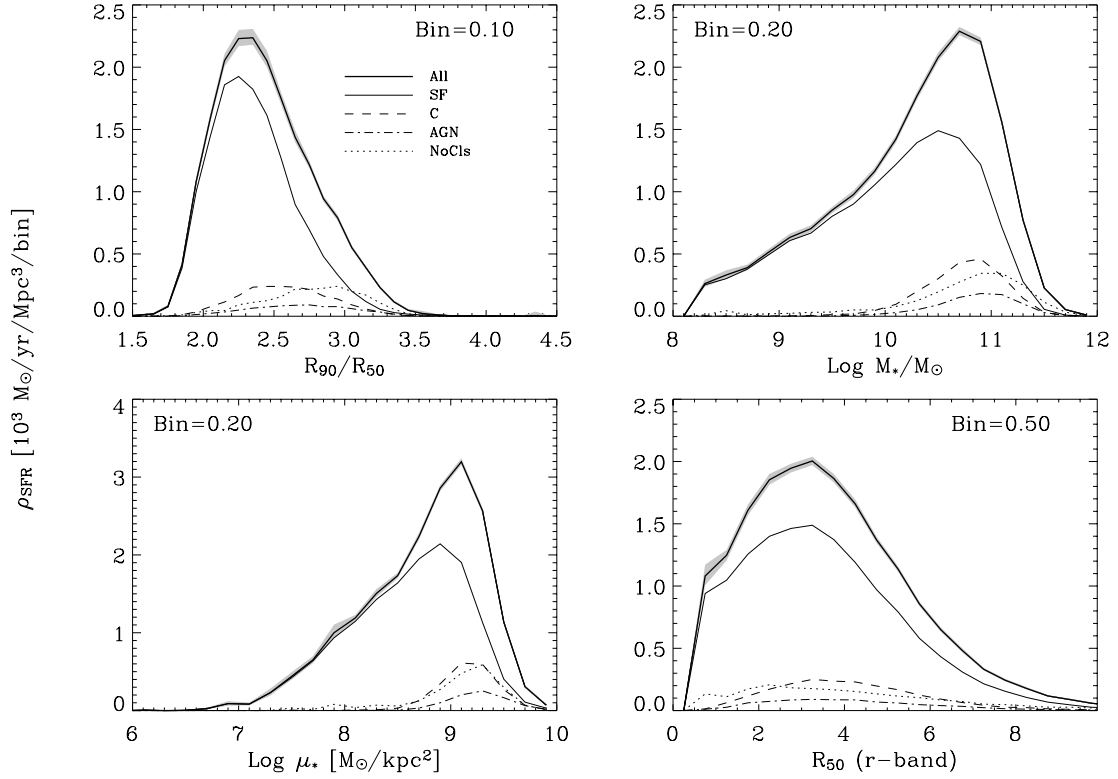 ρSFR [10³ M⊙/yr/Mpc³/bin]
Bin=0.10
All
SF
C
AGN
NoCls
2.5
2.0
1.5
1.0
0.5
0.0
1.5 2.0 2.5 3.0 3.5 4.0 4.5
R₉₀/R₅₀
Bin=0.20
2.5
2.0
1.5
1.0
0.5
0.0
8 9 10 11 12
Log M*/M⊙
Bin=0.20
4
3
2
1
0
6 7 8 9 10
Log μ* [M⊙/kpc²]
Bin=0.50
2.5
2.0
1.5
1.0
0.5
0.0
0 2 4 6 8
R₅₀ (r-band)